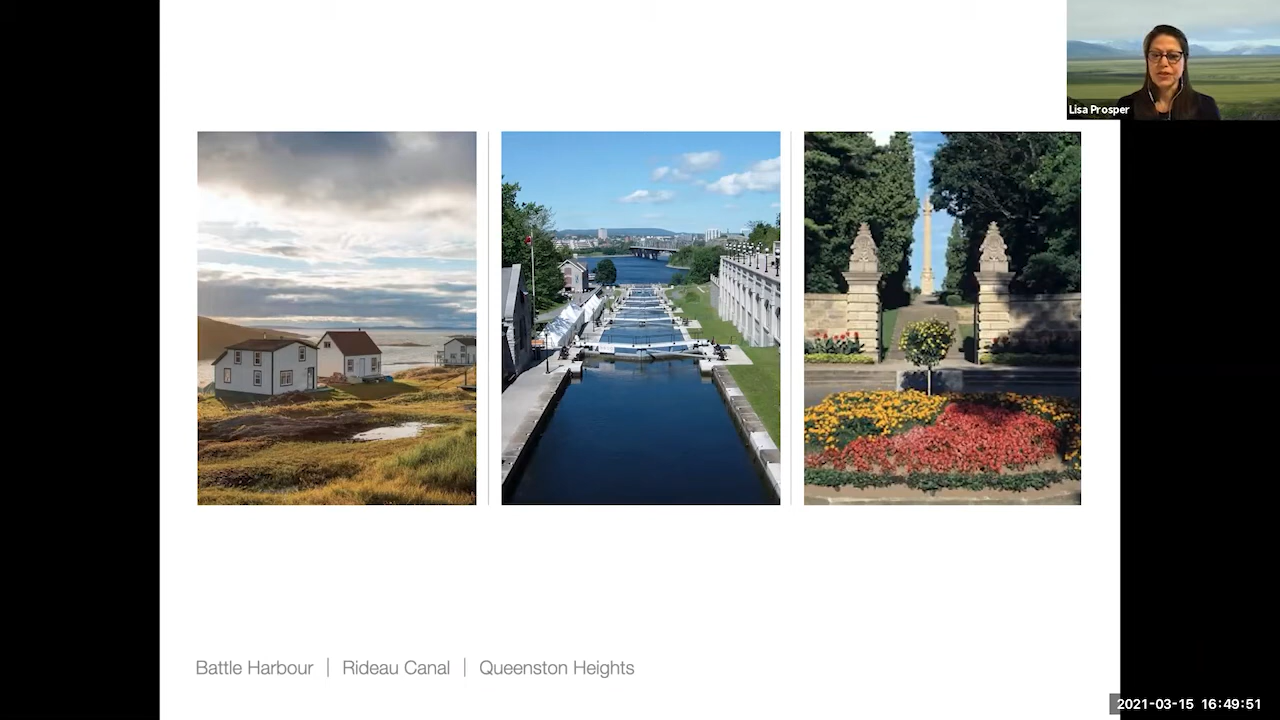 Lisa Prosper
Battle Harbour | Rideau Canal | Queenston Heights
2021-03-15 16:49:51